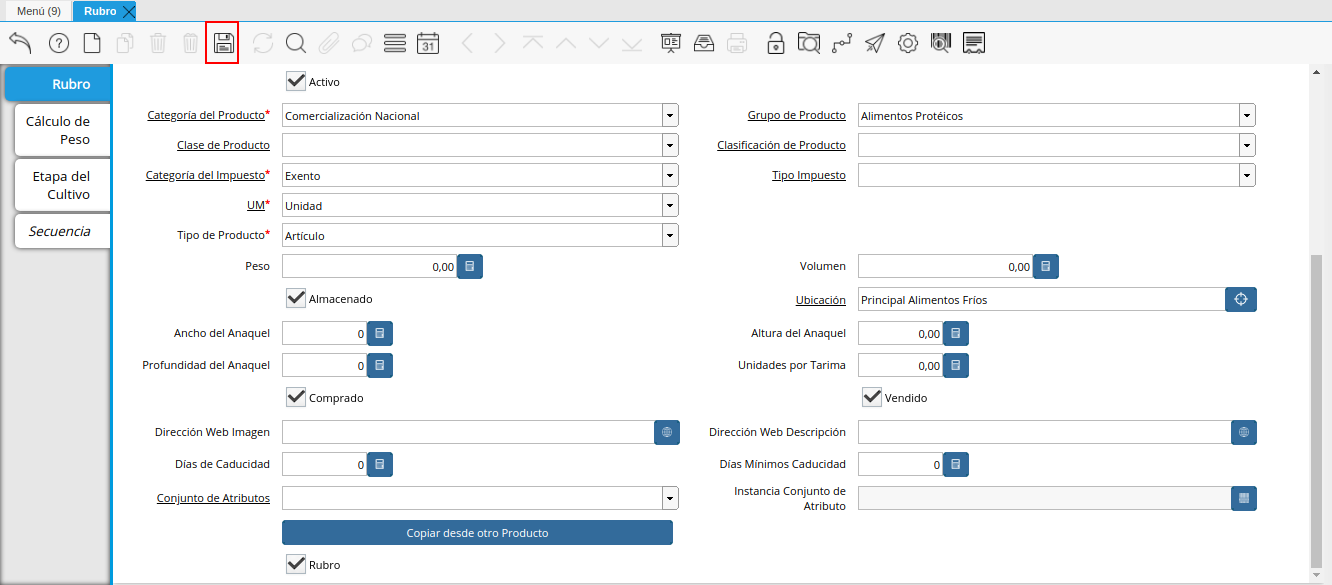 Menú (9)
Rubro
31
Rubro
Cálculo de
Peso
Etapa del
Cultivo
Secuencia
Activo
Categoría del Producto* Comercialización Nacional
Grupo de Producto Alimentos Protéicos
Clase de Producto
Clasificación de Producto
Categoría del Impuesto* Exento
Tipo Impuesto
UM* Unidad
Tipo de Producto* Artículo
Peso 0,00
Volumen 0,00
Almacenado
Ubicación Principal Alimentos Fríos
Ancho del Anaquel 0
Altura del Anaquel 0,00
Profundidad del Anaquel 0
Unidades por Tarima 0,00
Comprado
Vendido
Dirección Web Imagen
Dirección Web Descripción
Días de Caducidad 0
Días Mínimos Caducidad 0
Conjunto de Atributos
Instancia Conjunto de
Atributo
Copiar desde otro Producto
Rubro